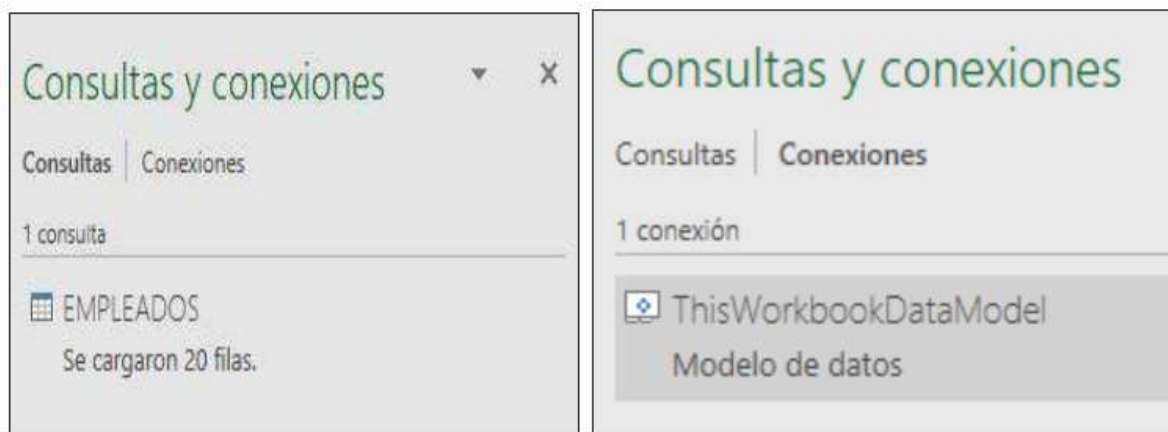 Consultas y conexiones
Consultas | Conexiones
1 consulta
EMPLEADOS
Se cargaron 20 filas.
Consultas y conexiones
Consultas | Conexiones
1 conexión
ThisWorkbookDataModel
Modelo de datos